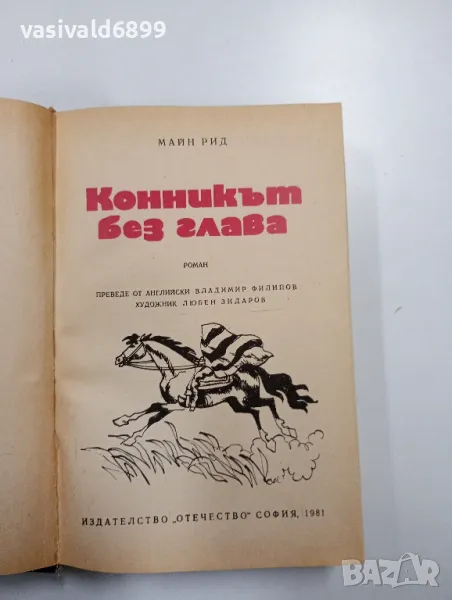 vasivald6899
МАЙН РИД
Конникът
без глава
РОМАН
ПРЕВЕДЕ ОТ АНГЛИЙСКИ ВЛАДИМИР ФИЛИПОВ
ХУДОЖНИК ЛЮБЕН ЗИДАРОВ
ИЗДАТЕЛСТВО „ОТЕЧЕСТВО“ СОФИЯ, 1981
BAZAR